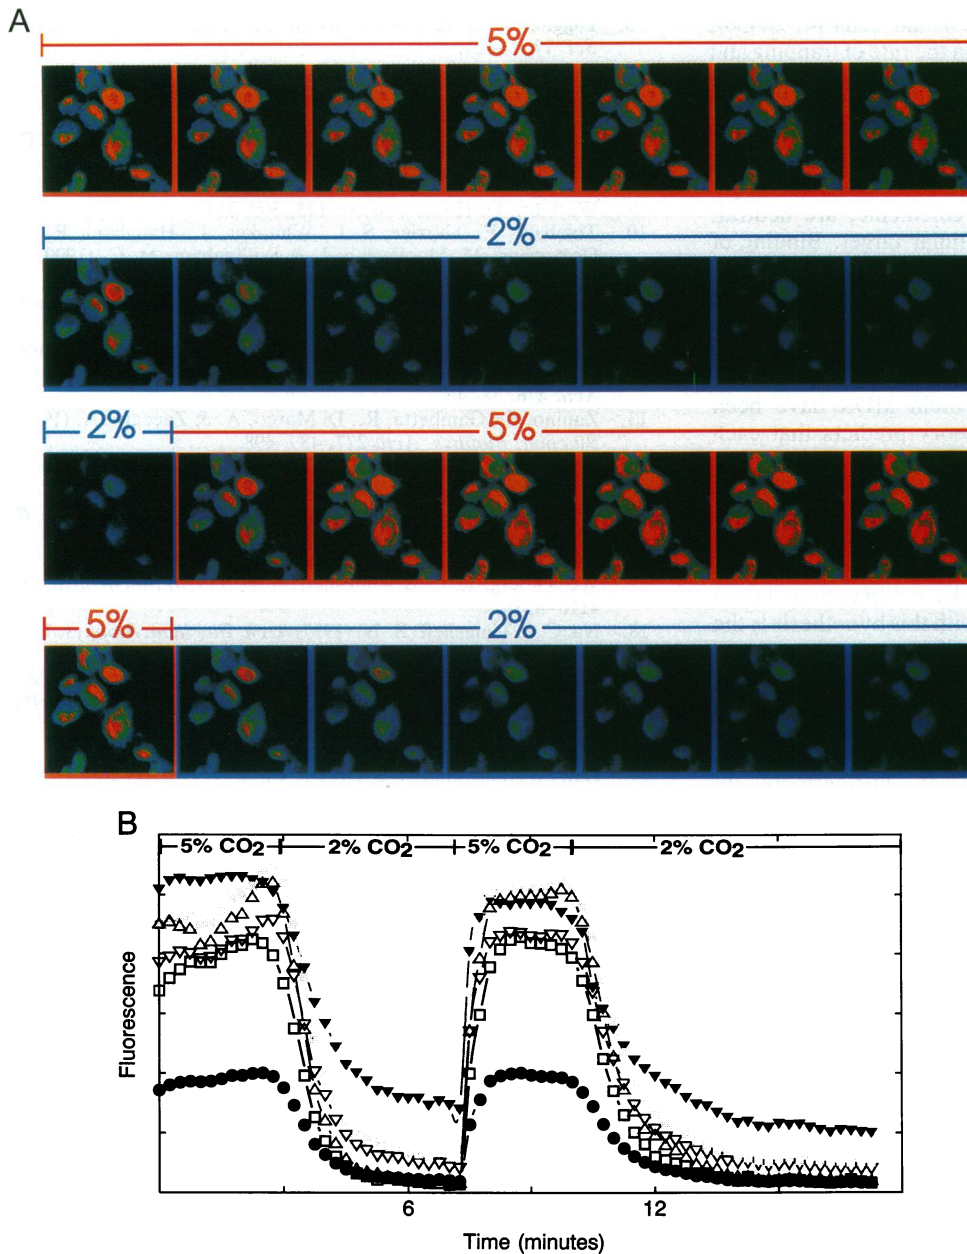 A
5%
2%
2% 5%
5% 2%
B
5% CO₂ 2% CO₂ 5% CO₂ 2% CO₂
Fluorescence
6 12
Time (minutes)